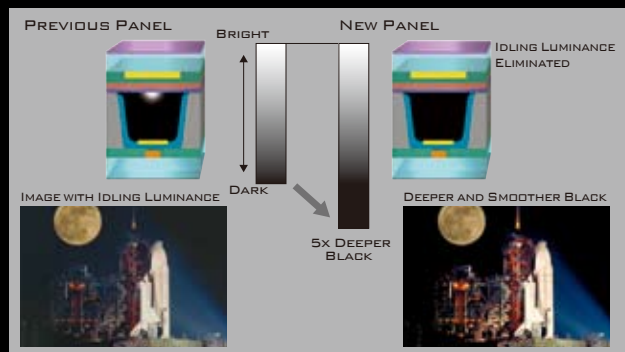 PREVIOUS PANEL
BRIGHT
NEW PANEL
IDLING LUMINANCE
ELIMINATED
DARK
IMAGE WITH IDLING LUMINANCE
DEEPER AND SMOOTHER BLACK
5X DEEPER
BLACK